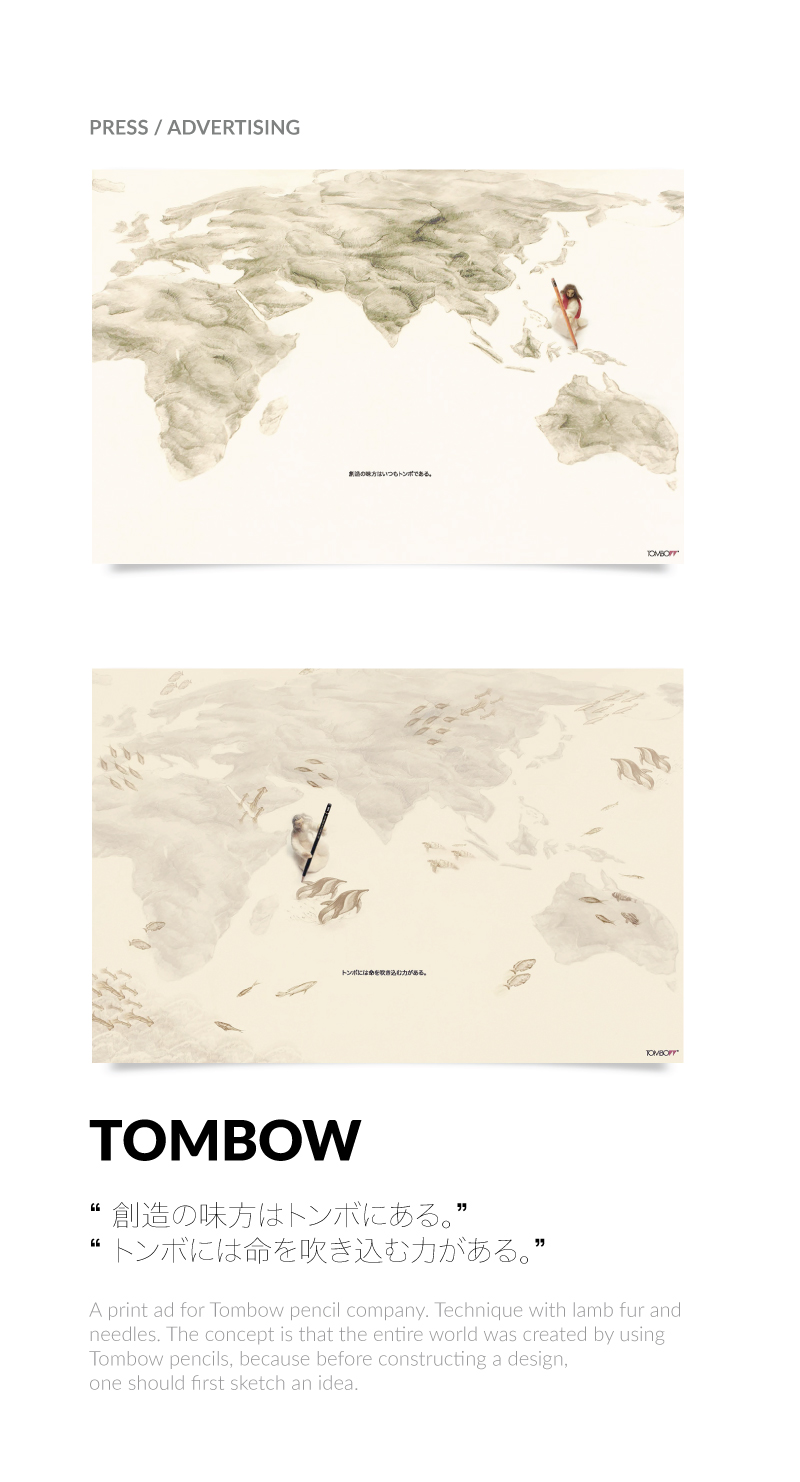 PRESS / ADVERTISING
創造の味方はいつもトンボである。
TOMBOW
トンボには命を吹き込む力がある。
TOMBOW
TOMBOW
“ 創造の味方はトンボにある。”
“ トンボには命を吹き込む力がある。”
A print ad for Tombow pencil company. Technique with lamb fur and
needles. The concept is that the entire world was created by using
Tombow pencils, because before constructing a design,
one should first sketch an idea.